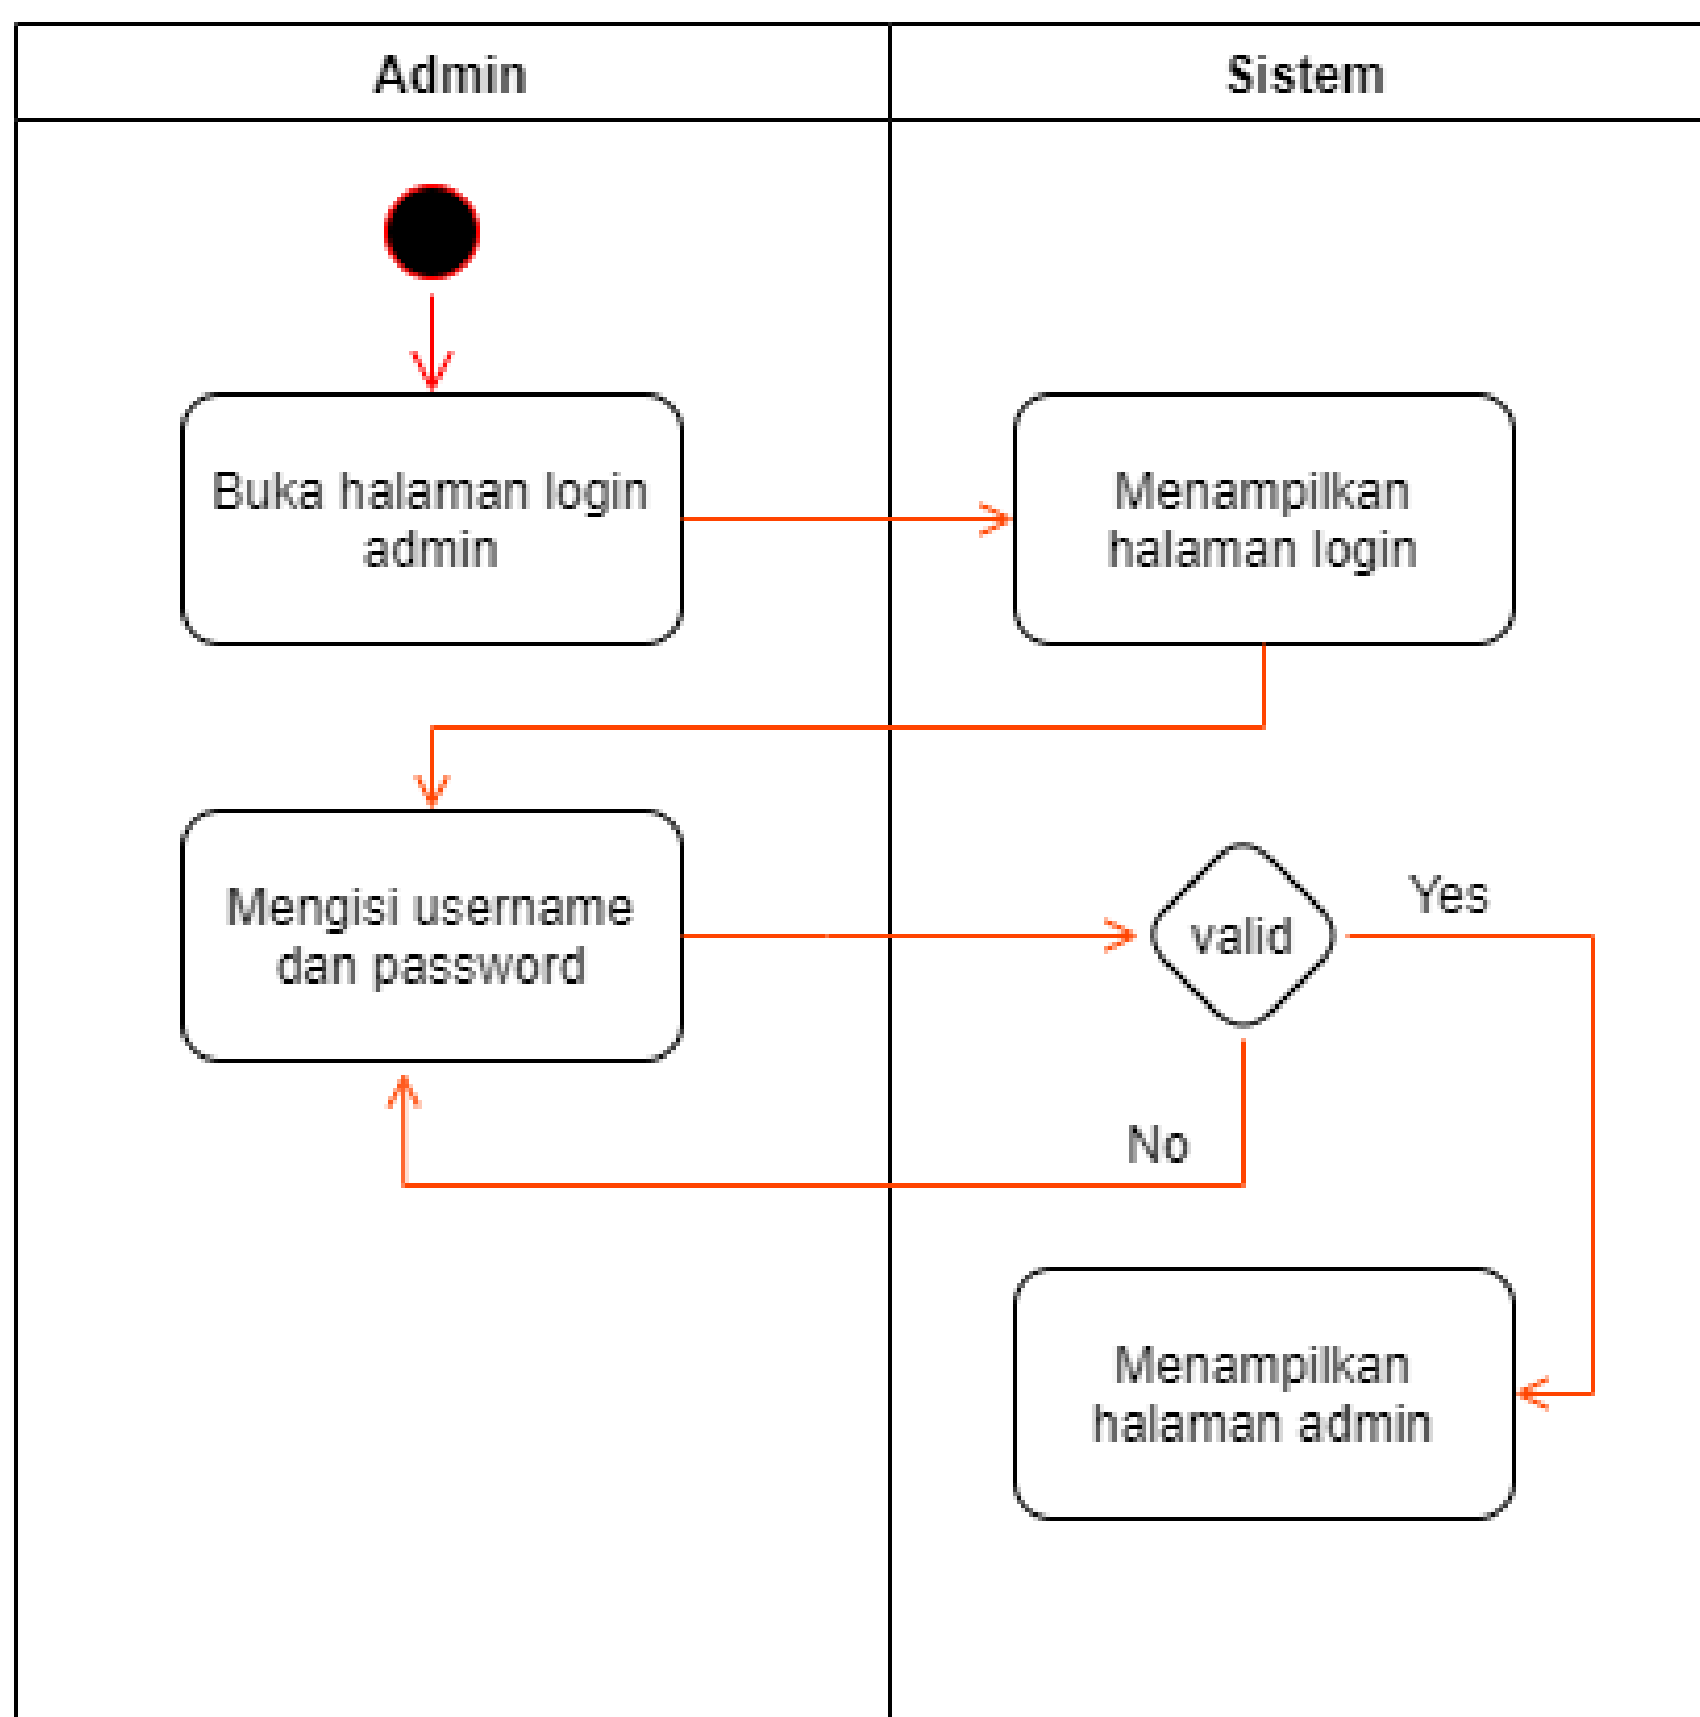 Admin
Sistem
Buka halaman login
admin
Menampilkan
halaman login
Mengisi username
dan password
valid
Yes
No
Menampilkan
halaman admin